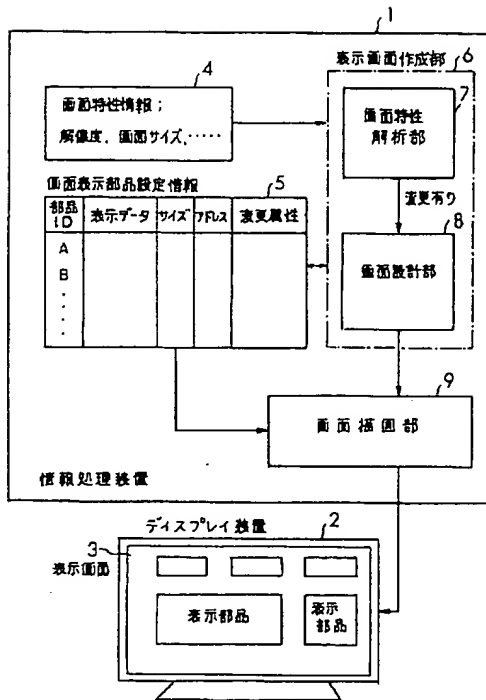 1
表示画面作成部 6
4
画面特性情報;
解像度, 画面サイズ, ‥‥‥
7
画面特性
解析部
変更有り
8
画面設計部
画面表示部品設定情報
5
部品ID 表示データ サイズ アドレス 変更属性
A
B
・
・
・
・
9
画面描画部
情報処理装置
ディスプレイ装置
2
3
表示画面
表示部品
表示
部品